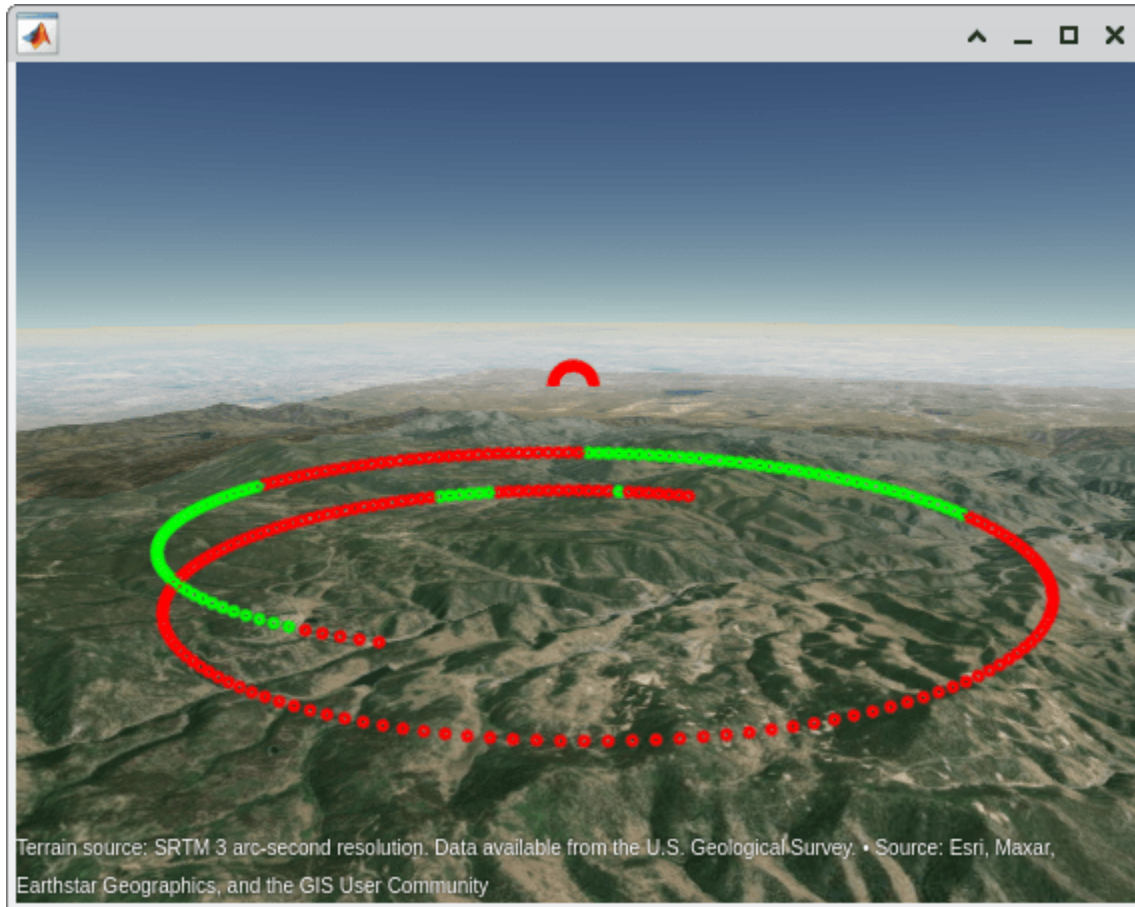 Terrain source: SRTM 3 arc-second resolution. Data available from the U.S. Geological Survey. • Source: Esri, Maxar,
Earthstar Geographics, and the GIS User Community